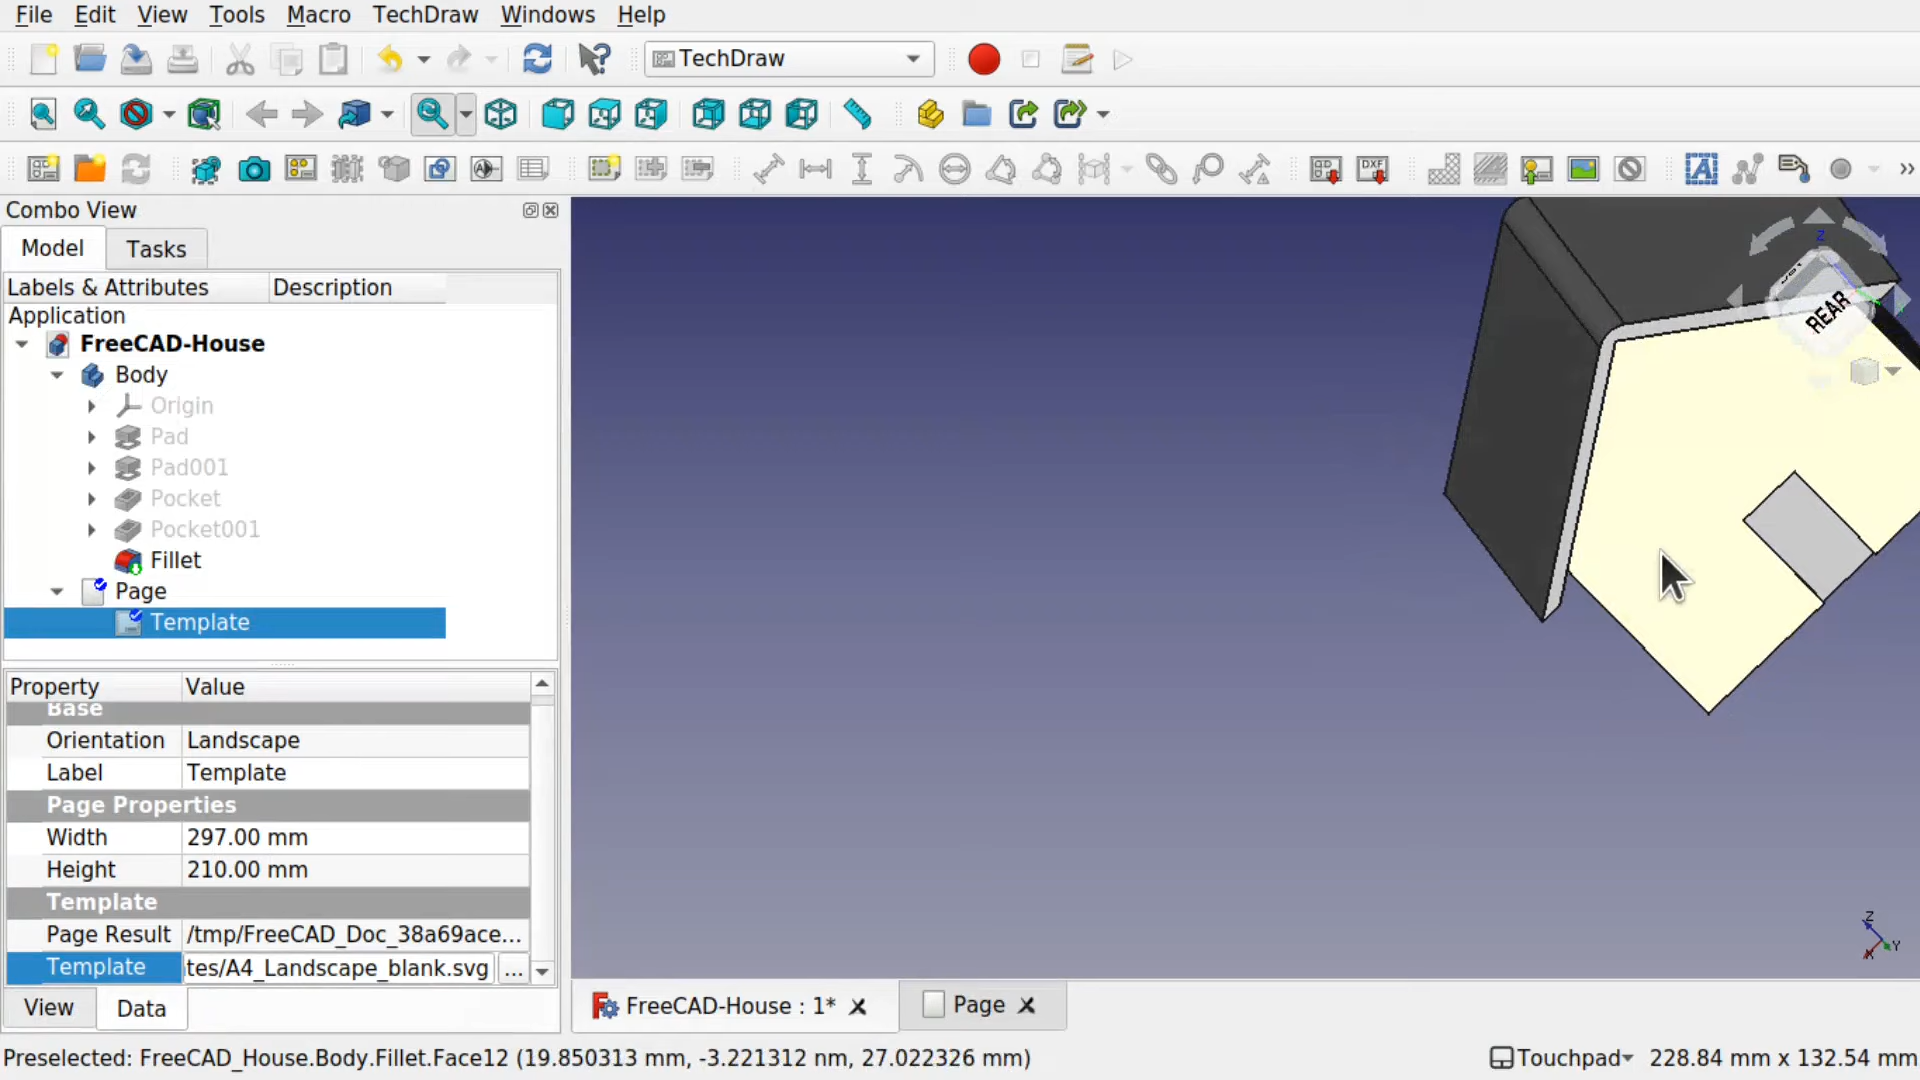 File Edit View Tools Macro TechDraw Windows Help
TechDraw
DXF
A
Combo View
Model Tasks
Labels & Attributes Description
Application
FreeCAD-House
Body
Origin
Pad
Pad001
Pocket
Pocket001
Fillet
Page
Template
Z
REAR
Property Value
Base
Orientation Landscape
Label Template
Page Properties
Width 297.00 mm
Height 210.00 mm
Template
Page Result /tmp/FreeCAD_Doc_38a69ace...
Template tes/A4_Landscape_blank.svg ...
Z
Y
X
View Data
FreeCAD-House : 1* Page
Preselected: FreeCAD_House.Body.Fillet.Face12 (19.850313 mm, -3.221312 nm, 27.022326 mm) Touchpad 228.84 mm x 132.54 mm